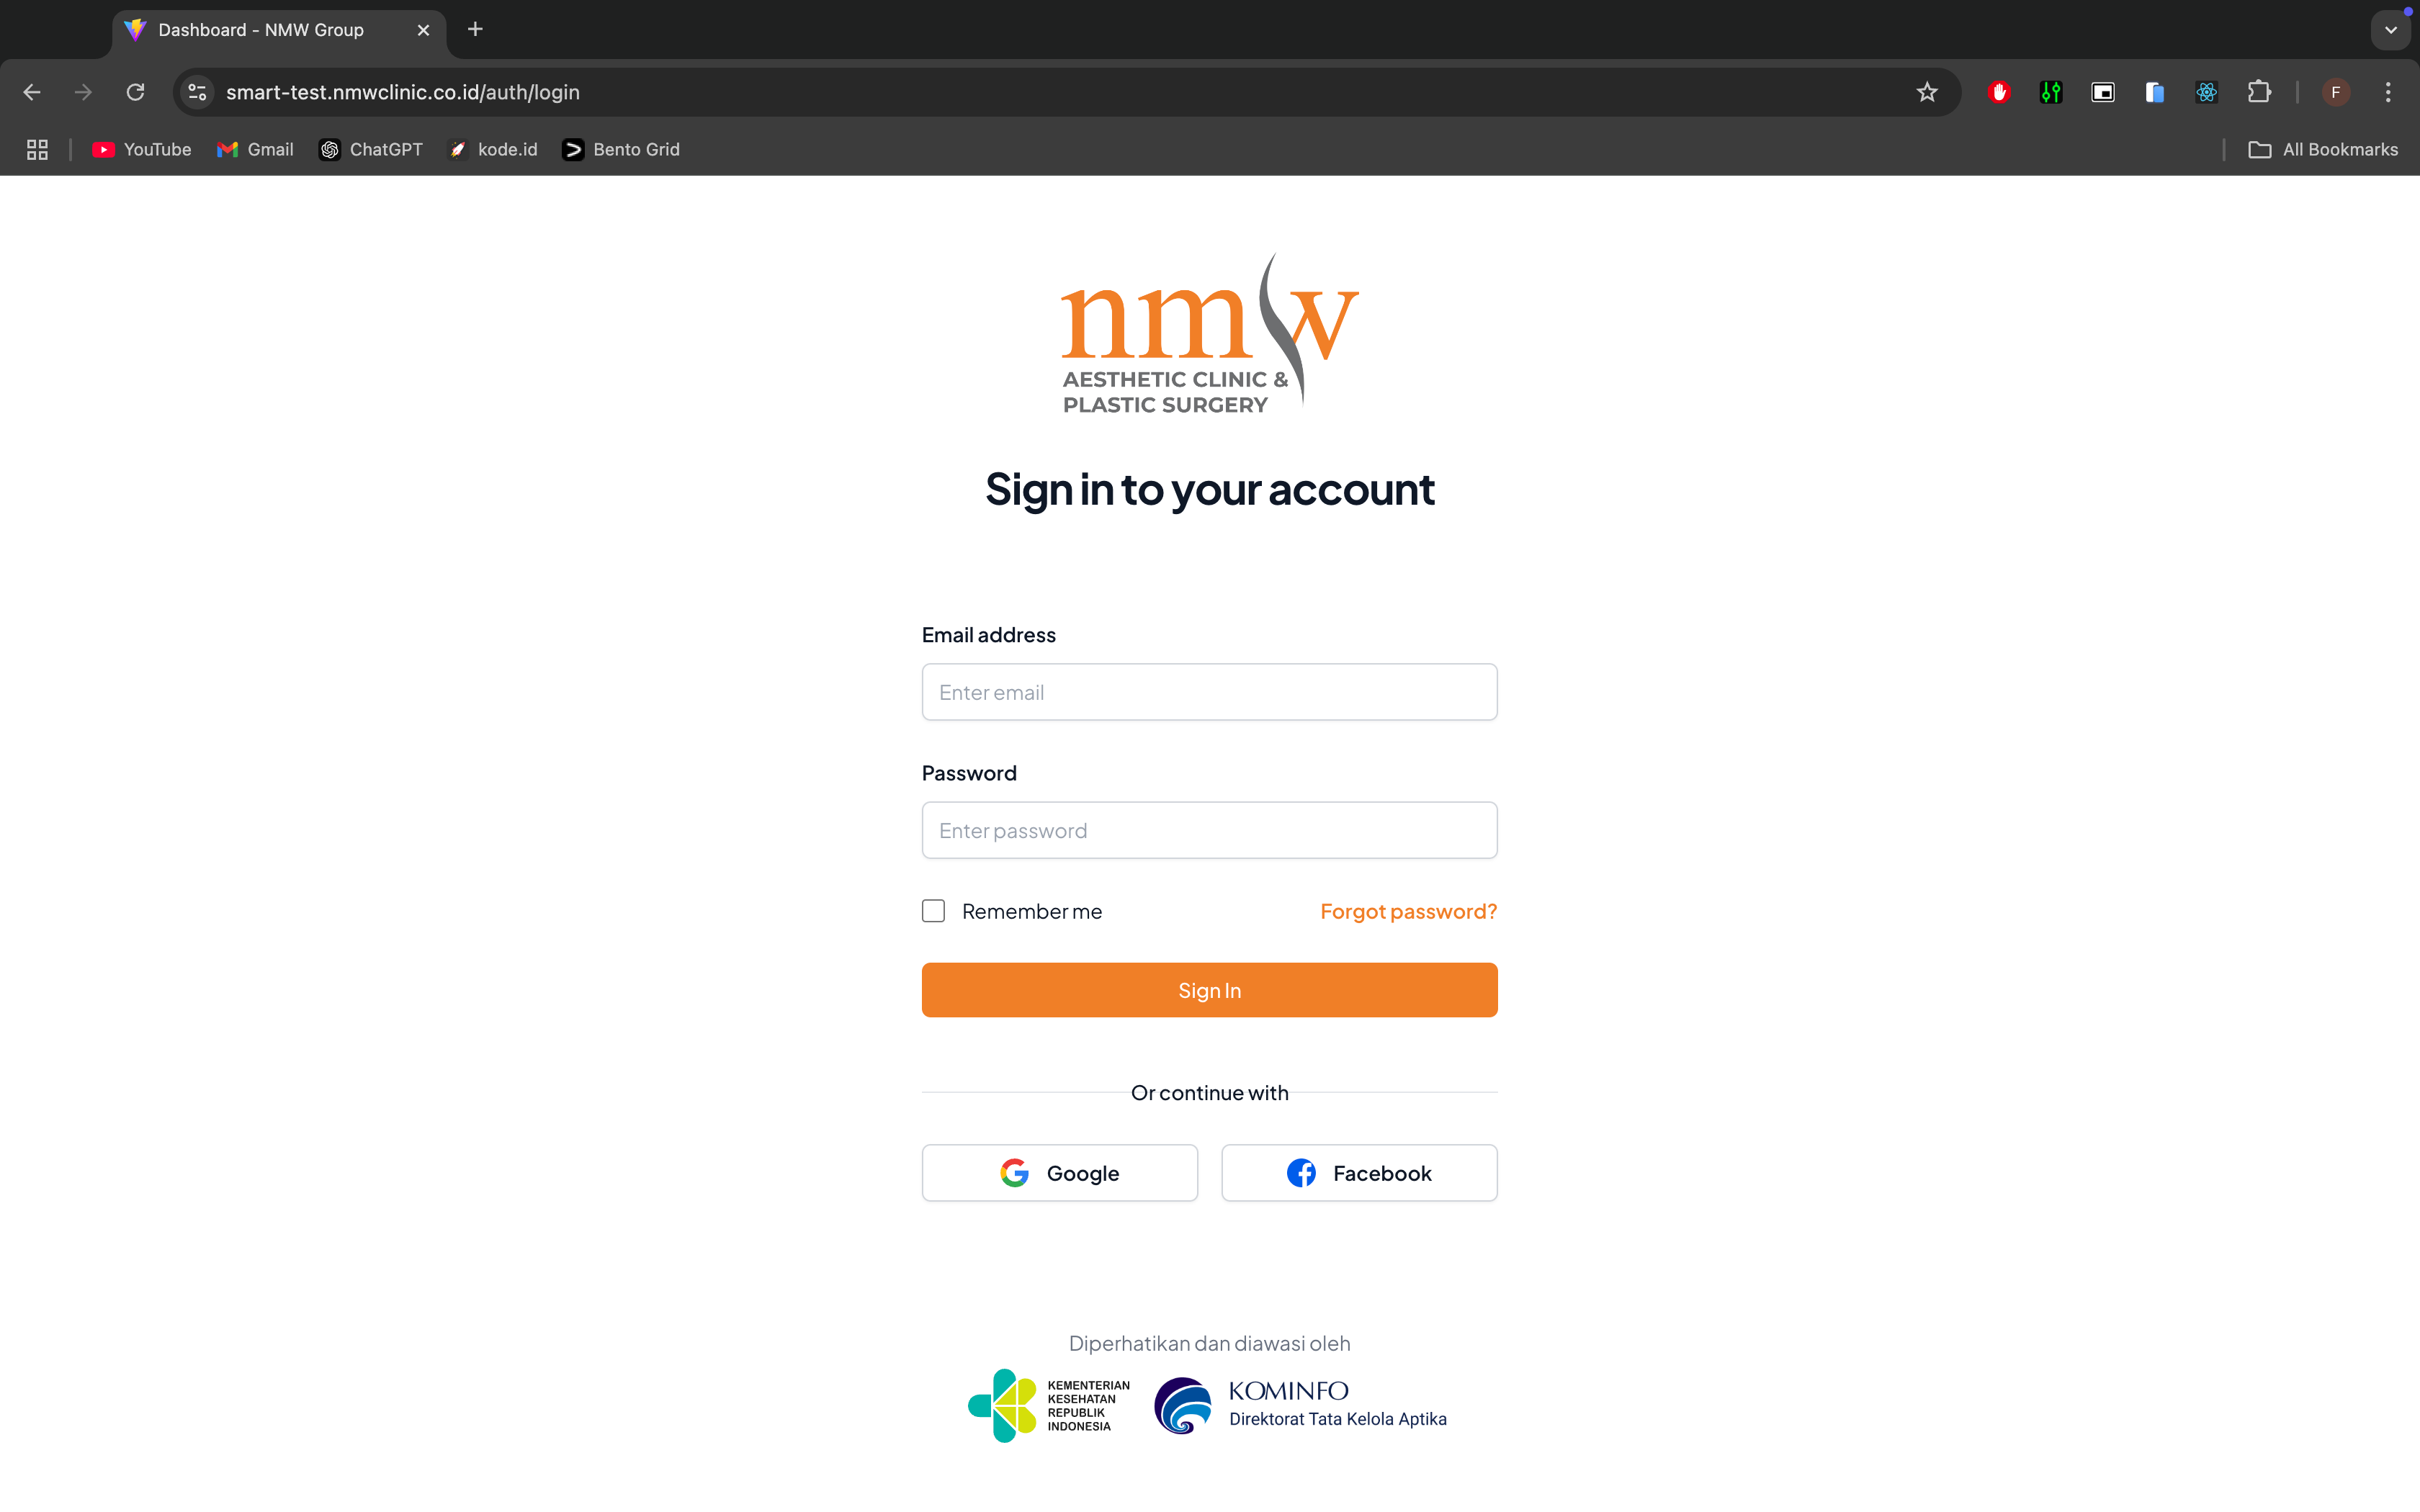 Dashboard - NMW Group
smart-test.nmwclinic.co.id/auth/login
F
YouTube
Gmail
ChatGPT
kode.id
Bento Grid
All Bookmarks
nmw
AESTHETIC CLINIC &
PLASTIC SURGERY
Sign in to your account
Email address
Enter email
Password
Enter password
Remember me
Forgot password?
Sign In
Or continue with
Google
Facebook
Diperhatikan dan diawasi oleh
KEMENTERIAN
KESEHATAN
REPUBLIK
INDONESIA
KOMINFO
Direktorat Tata Kelola Aptika